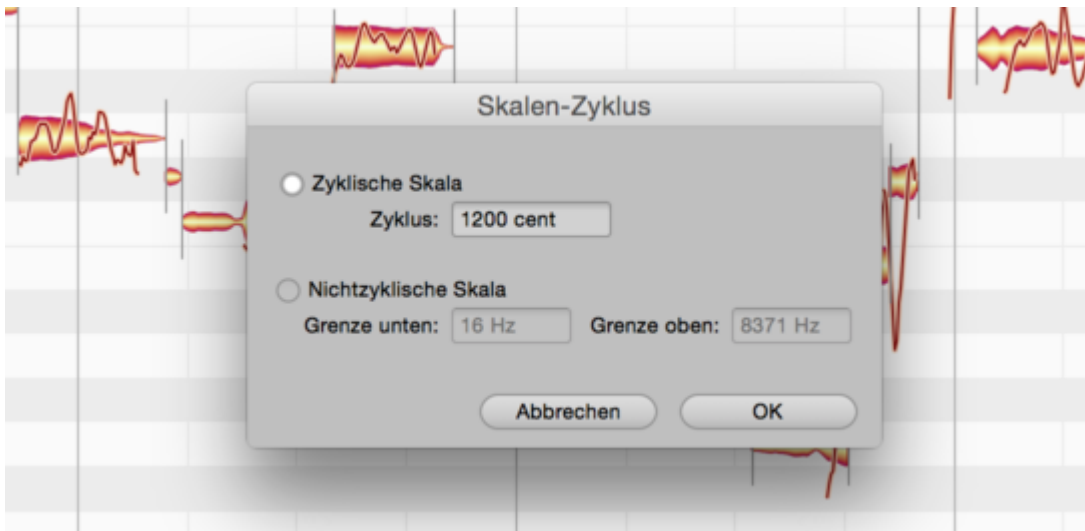 Skalen-Zyklus
Zyklische Skala
Zyklus: 1200 cent
Nichtzyklische Skala
Grenze unten: 16 Hz Grenze oben: 8371 Hz
Abbrechen OK